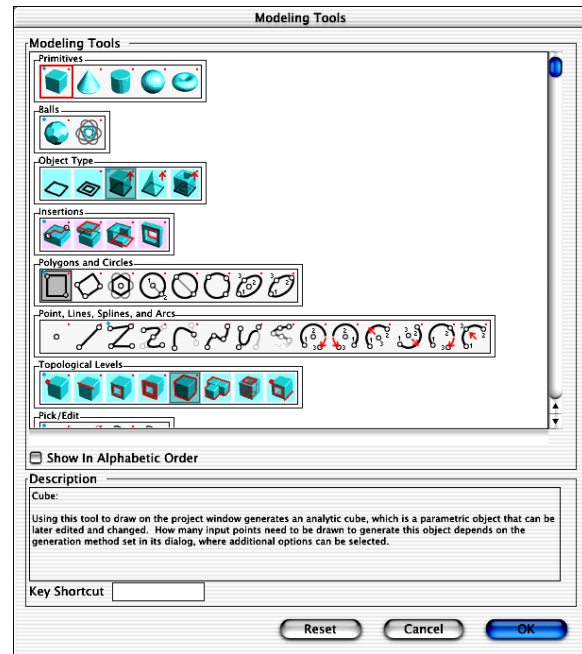 Modeling Tools
Modeling Tools
Primitives
Balls
Object Type
Insertions
Polygons and Circles
Point, Lines, Splines, and Arcs
Topological Levels
Pick/Edit
Show In Alphabetic Order
Description
Cube:
Using this tool to draw on the project window generates an analytic cube, which is a parametric object that can be
later edited and changed.  How many input points need to be drawn to generate this object depends on the
generation method set in its dialog, where additional options can be selected.
Key Shortcut
Reset
Cancel
OK